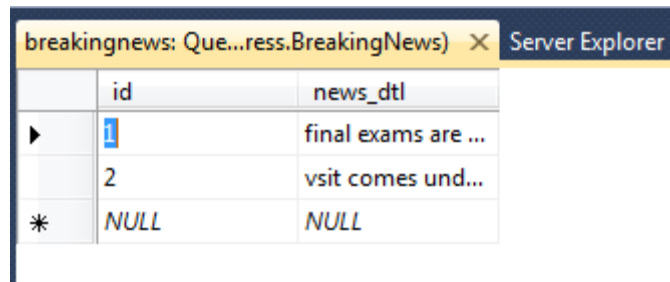 breakingnews: Que...ress.BreakingNews) Server Explorer
id news_dtl
1 final exams are ...
2 vsit comes und...
NULL NULL